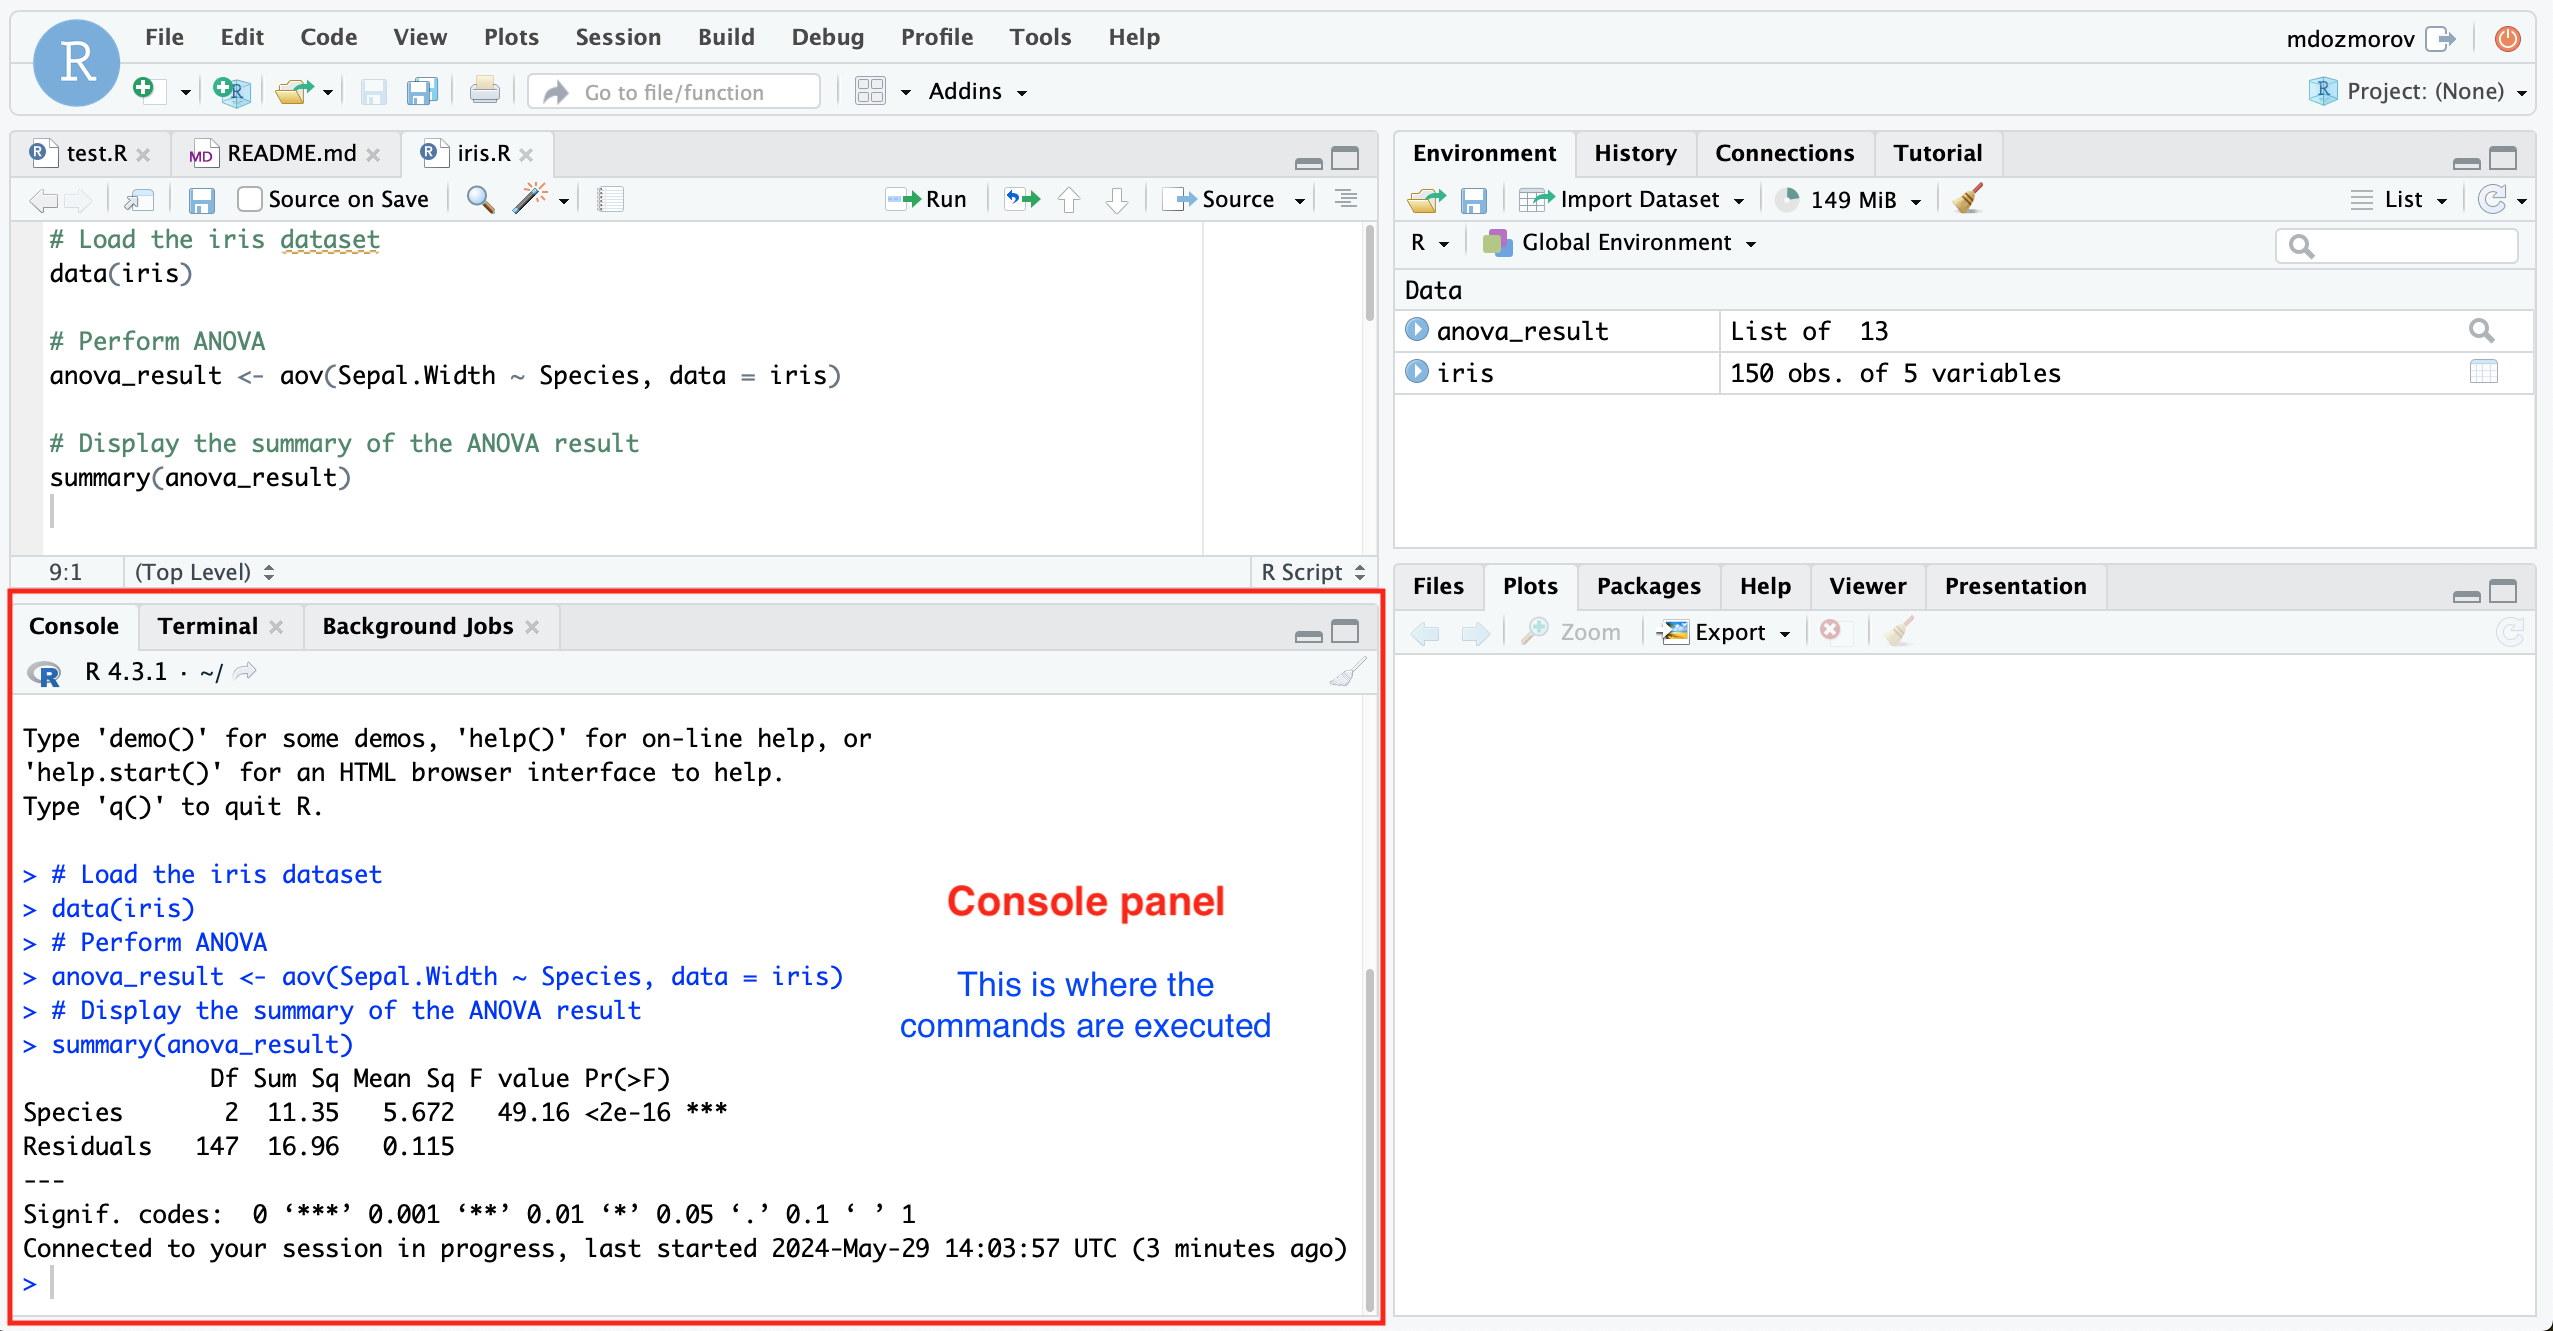 R
File Edit Code View Plots Session Build Debug Profile Tools Help
mdozmorov
Go to file/function
Addins
Project: (None)
test.R
README.md
iris.R
Source on Save
Run
Source
# Load the iris dataset
data(iris)
# Perform ANOVA
anova_result <- aov(Sepal.Width ~ Species, data = iris)
# Display the summary of the ANOVA result
summary(anova_result)
9:1 (Top Level) R Script
Console Terminal Background Jobs
R 4.3.1 · ~/
Type 'demo()' for some demos, 'help()' for on-line help, or
'help.start()' for an HTML browser interface to help.
Type 'q()' to quit R.
> # Load the iris dataset
> data(iris)
> # Perform ANOVA
> anova_result <- aov(Sepal.Width ~ Species, data = iris)
> # Display the summary of the ANOVA result
> summary(anova_result)
Df Sum Sq Mean Sq F value Pr(>F)
Species 2 11.35 5.672 49.16 <2e-16 ***
Residuals 147 16.96 0.115
---
Signif. codes: 0 ‘***’ 0.001 ‘**’ 0.01 ‘*’ 0.05 ‘.’ 0.1 ‘ ’ 1
Connected to your session in progress, last started 2024-May-29 14:03:57 UTC (3 minutes ago)
>
Console panel
This is where the
commands are executed
Environment History Connections Tutorial
Import Dataset 149 MiB List
R Global Environment
Data
anova_result List of 13
iris 150 obs. of 5 variables
Files Plots Packages Help Viewer Presentation
Zoom Export